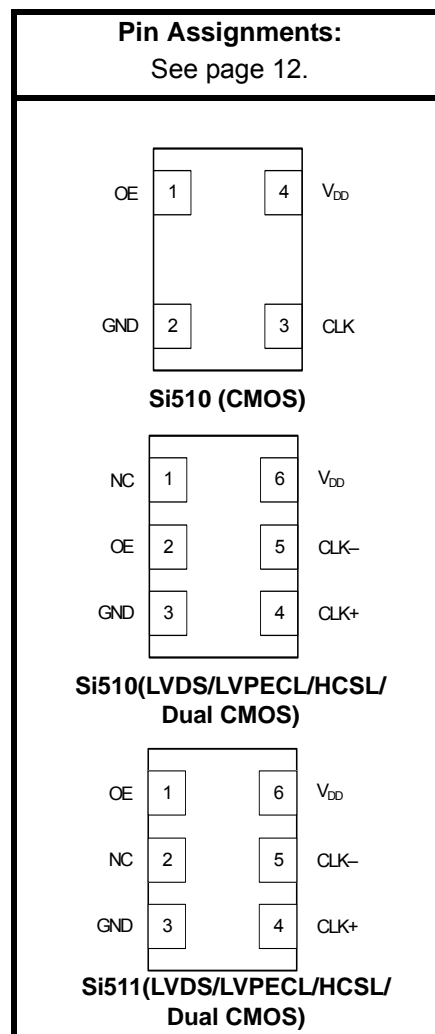 Pin Assignments:
See page 12.
OE 1 4 VDD
GND 2 3 CLK
Si510 (CMOS)
NC 1 6 VDD
OE 2 5 CLK–
GND 3 4 CLK+
Si510(LVDS/LVPECL/HCSL/
Dual CMOS)
OE 1 6 VDD
NC 2 5 CLK–
GND 3 4 CLK+
Si511(LVDS/LVPECL/HCSL/
Dual CMOS)